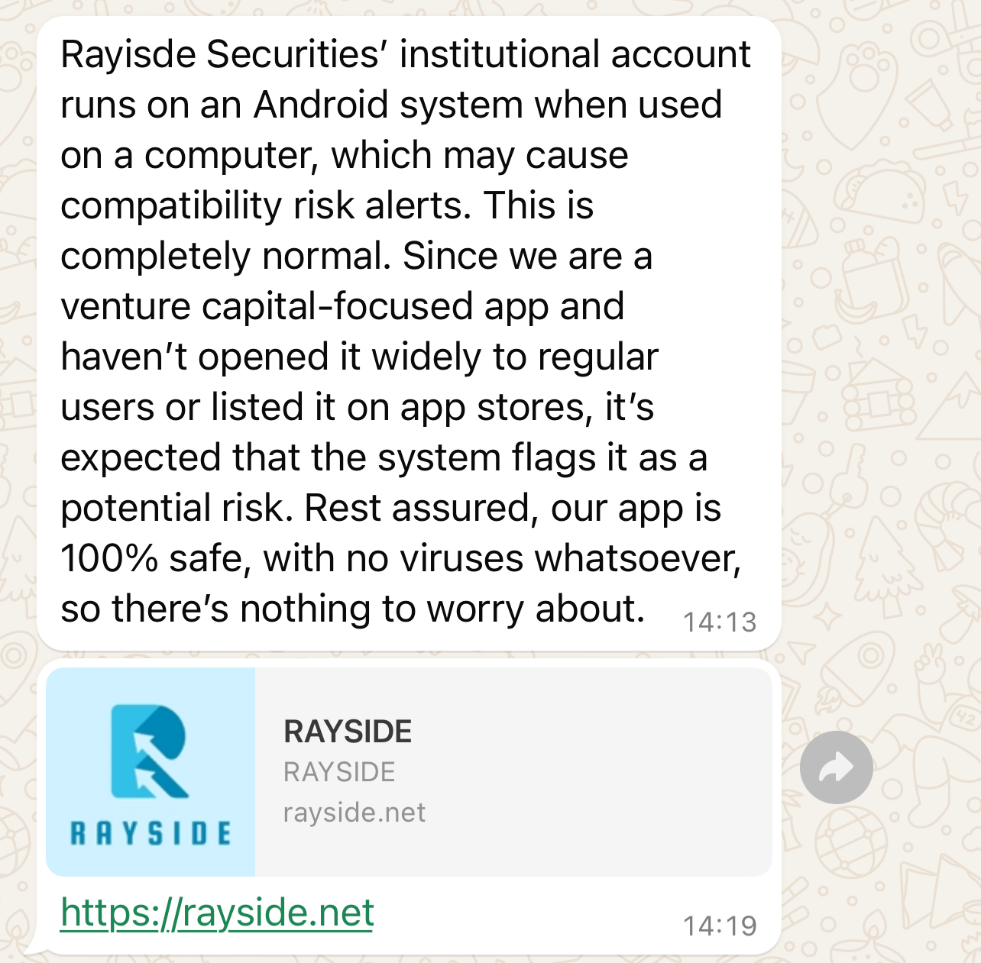 Rayisde Securities’ institutional account
runs on an Android system when used
on a computer, which may cause
compatibility risk alerts. This is
completely normal. Since we are a
venture capital-focused app and
haven’t opened it widely to regular
users or listed it on app stores, it’s
expected that the system flags it as a
potential risk. Rest assured, our app is
100% safe, with no viruses whatsoever,
so there’s nothing to worry about.
14:13
RAYSIDE
RAYSIDE
RAYSIDE
rayside.net
https://rayside.net
14:19
42